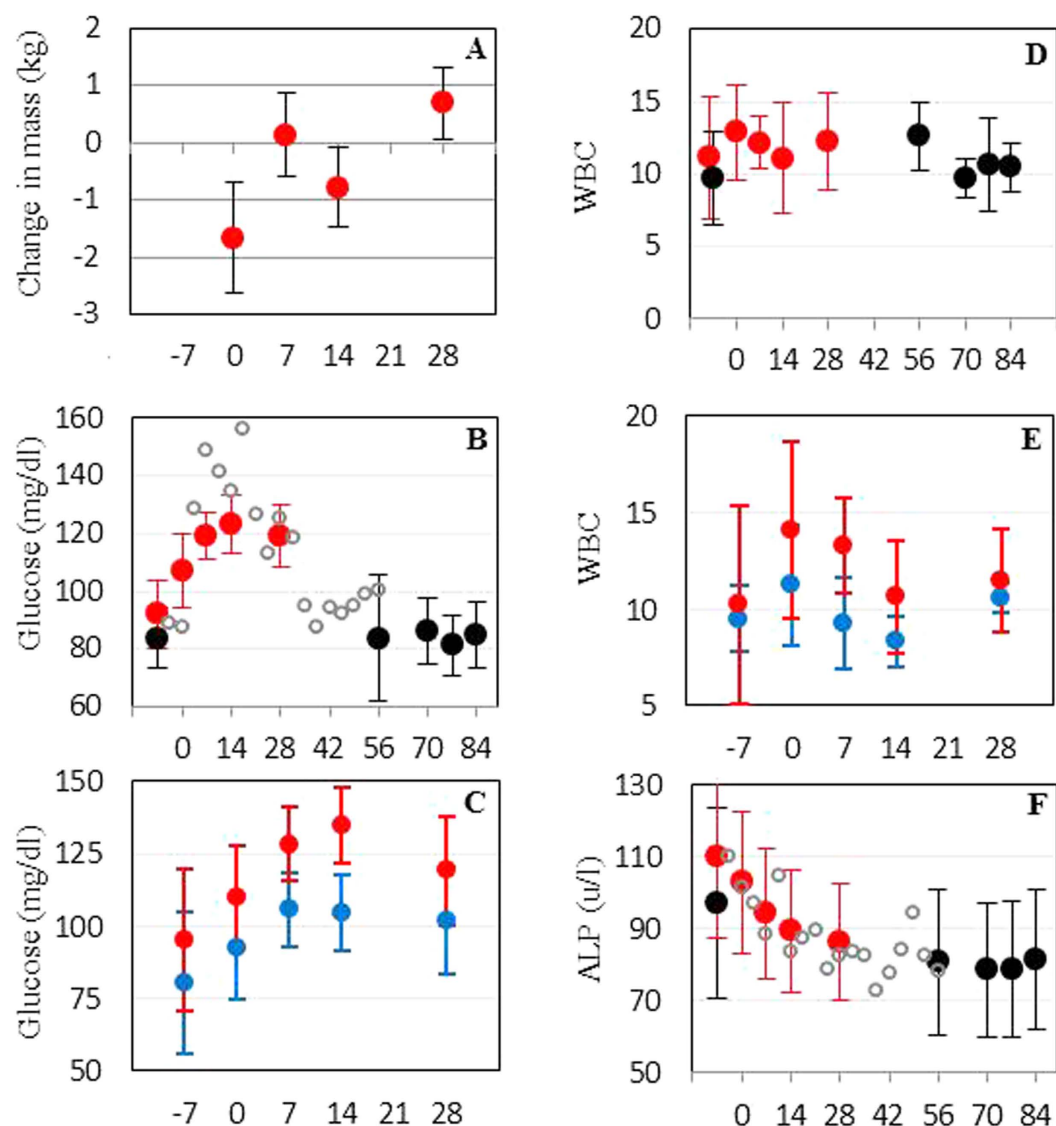 A
Change in mass (kg)
2
1
0
-1
-2
-3
-7 0 7 14 21 28
B
Glucose (mg/dl)
160
140
120
100
80
60
0 14 28 42 56 70 84
C
Glucose (mg/dl)
150
125
100
75
50
-7 0 7 14 21 28
D
WBC
20
15
10
5
0
0 14 28 42 56 70 84
E
WBC
20
15
10
5
-7 0 7 14 21 28
F
ALP (u/l)
130
110
90
70
50
0 14 28 42 56 70 84